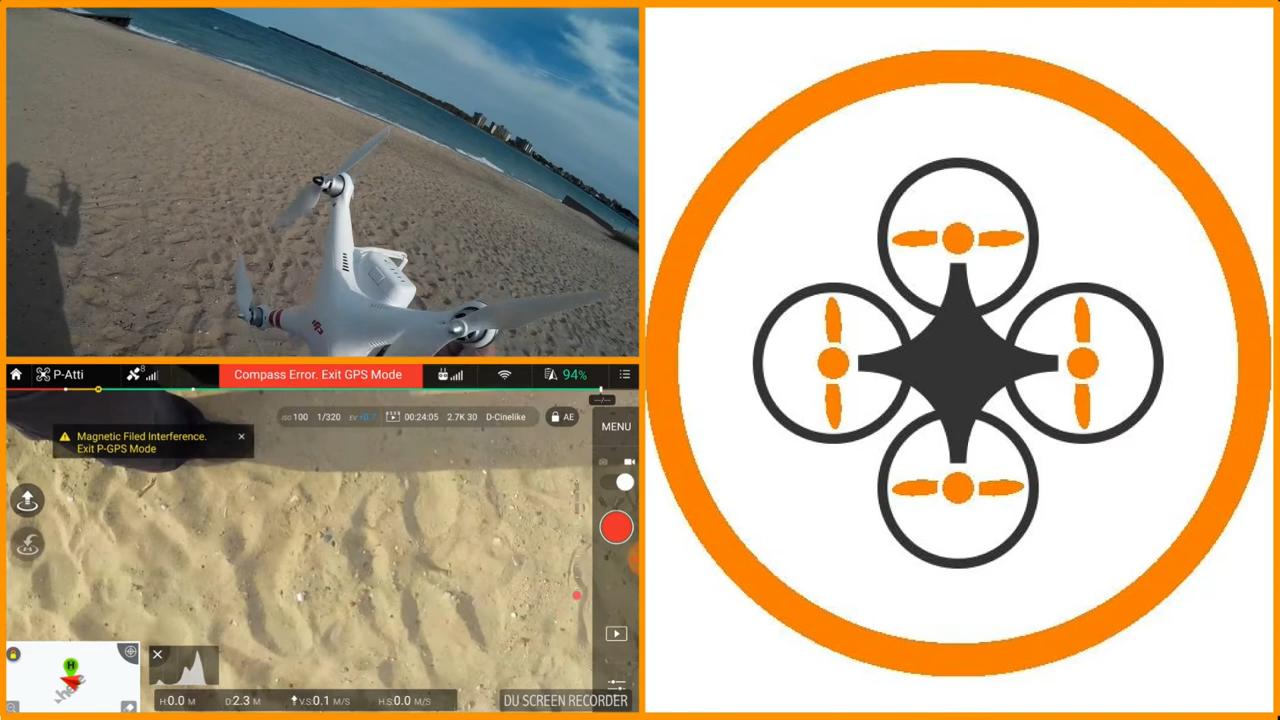 dji
P-Atti
8
Compass Error. Exit GPS Mode
94%
--/--
ISO 100
1/320
EV +0.7
00:24:05
2.7K 30
D-Cinelike
AE
MENU
Magnetic Filed Interference.
Exit P-GPS Mode
H
H:0.0 M
D:2.3 M
V.S:0.1 M/S
H.S:0.0 M/S
DU SCREEN RECORDER